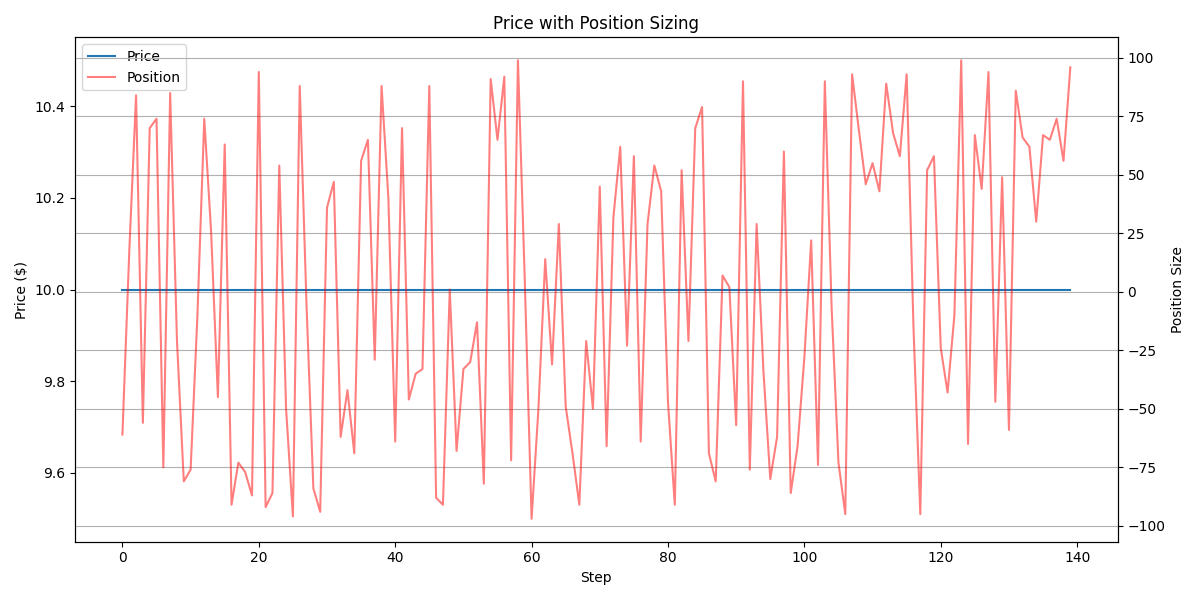 Price with Position Sizing
Price
Position
Price ($)
10.4
10.2
10.0
9.8
9.6
100
75
50
25
0
−25
−50
−75
−100
Position Size
0 20 40 60 80 100 120 140
Step